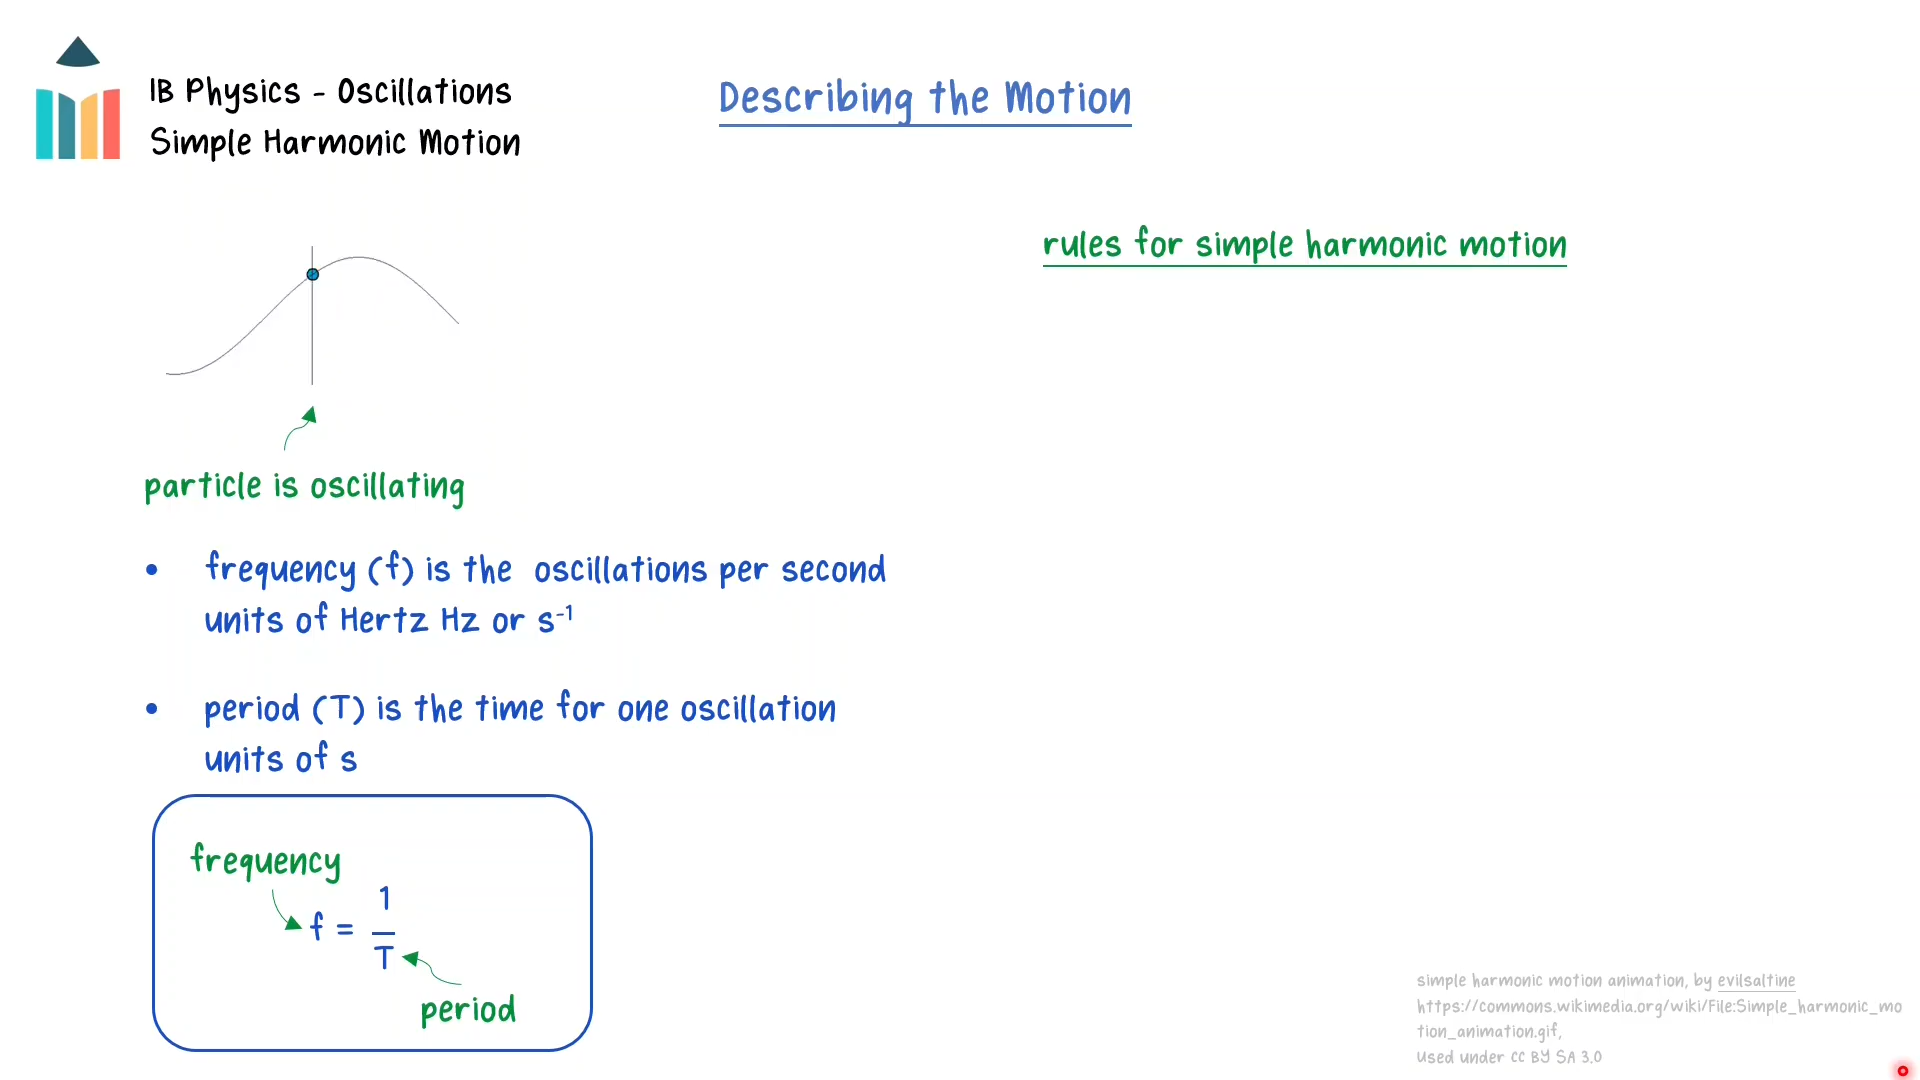 IB Physics - Oscillations
Simple Harmonic Motion
Describing the Motion
rules for simple harmonic motion
particle is oscillating
• frequency (f) is the oscillations per second
units of Hertz Hz or s⁻¹
• period (T) is the time for one oscillation
units of s
frequency
f = 1/T
period
simple harmonic motion animation, by evilsaltine
https://commons.wikimedia.org/wiki/File:Simple_harmonic_mo
tion_animation.gif,
used under CC BY SA 3.0